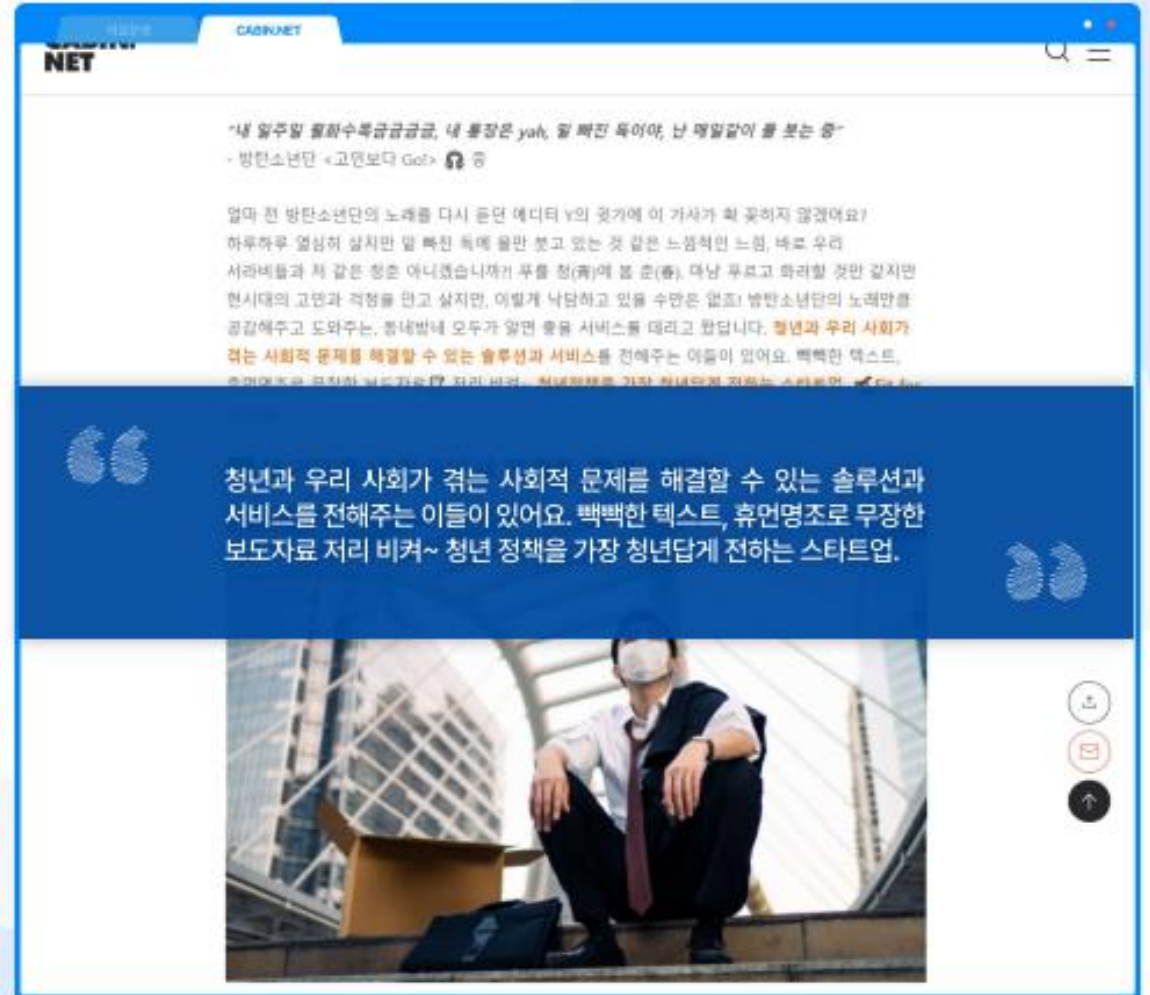 CABIN.NET
CABIN.
NET
"내 일주일 월화수목금금금금, 내 통장은 yah, 밑 빠진 독이야, 난 매일같이 물 붓는 중"
- 방탄소년단 <고민보다 Go!> 🎧 중
얼마 전 방탄소년단의 노래를 다시 듣던 에디터 Y의 귓가에 이 가사가 확 꽂히지 않겠어요?
하루하루 열심히 살지만 밑 빠진 독에 물만 붓고 있는 것 같은 느낌적인 느낌, 바로 우리
서라비들과 저 같은 청춘 아니겠습니까?! 푸를 청(靑)에 봄 춘(春), 마냥 푸르고 화려할 것만 같지만
현시대의 고민과 걱정을 안고 살지만, 이렇게 낙담하고 있을 수만은 없죠! 방탄소년단의 노래만큼
공감해주고 도와주는, 동네방네 모두가 알면 좋을 서비스를 데리고 왔답니다. 청년과 우리 사회가
겪는 사회적 문제를 해결할 수 있는 솔루션과 서비스를 전해주는 이들이 있어요. 빽빽한 텍스트,
청년과 우리 사회가 겪는 사회적 문제를 해결할 수 있는 솔루션과
서비스를 전해주는 이들이 있어요. 빽빽한 텍스트, 휴먼명조로 무장한
보도자료 저리 비켜~ 청년 정책을 가장 청년답게 전하는 스타트업.